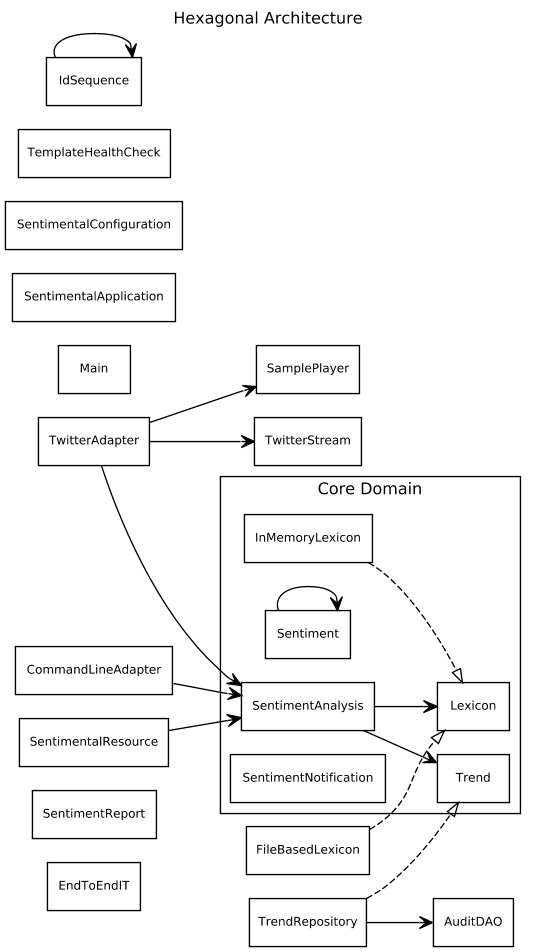 Hexagonal Architecture
IdSequence
TemplateHealthCheck
SentimentalConfiguration
SentimentalApplication
Main
SamplePlayer
TwitterAdapter
TwitterStream
Core Domain
InMemoryLexicon
Sentiment
CommandLineAdapter
SentimentAnalysis
Lexicon
SentimentalResource
SentimentNotification
Trend
SentimentReport
FileBasedLexicon
EndToEndIT
TrendRepository
AuditDAO